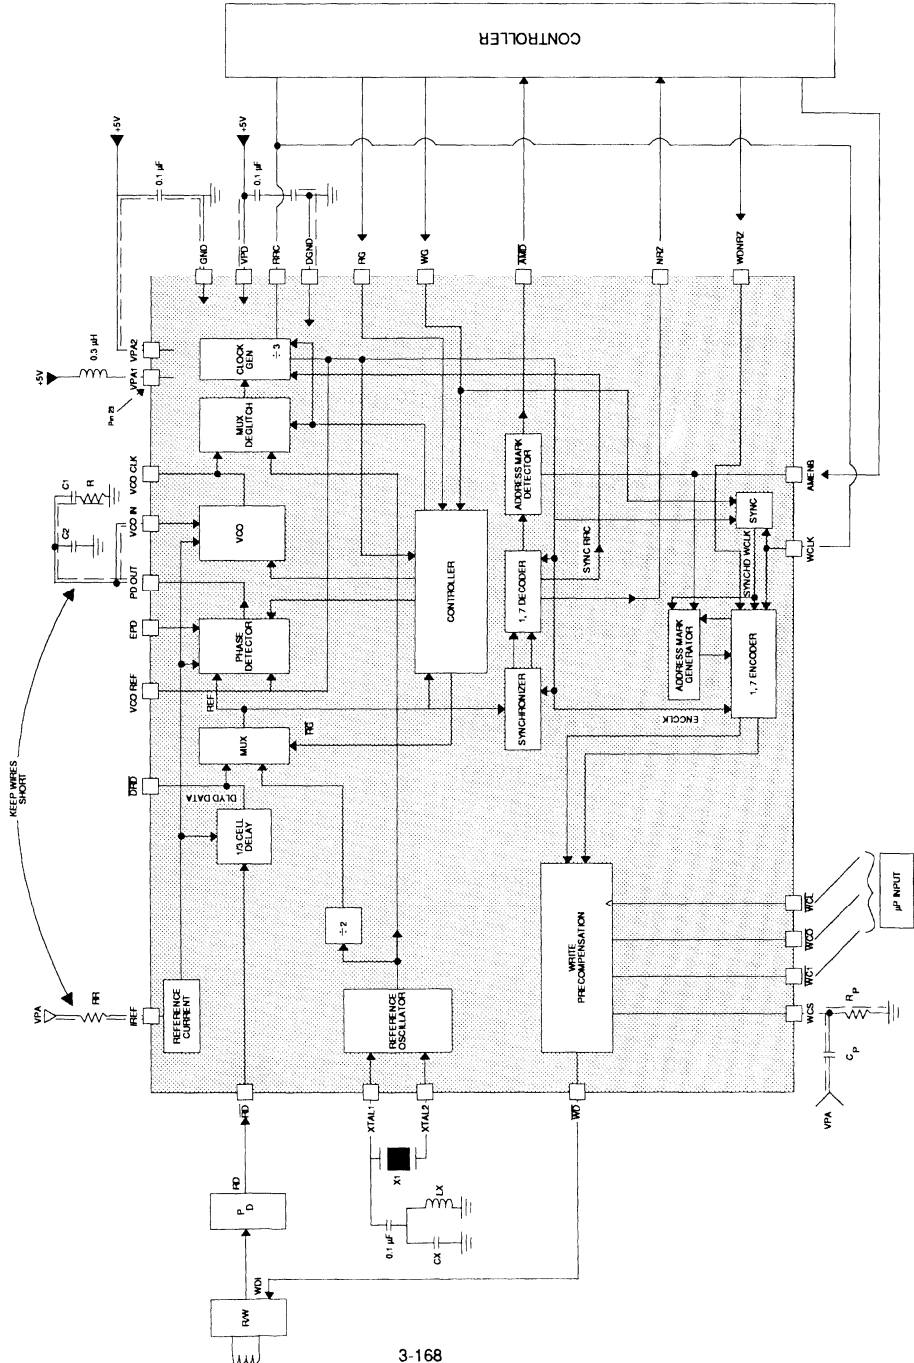 CONTROLLER
+5V
0.1 µF
+5V
0.1 µF
0.3 µH
+5V
Pin 23
GND
VPD
RRC
DGND
RG
WG
AMD
NRZ
WDNRZ
VPA2
VPA1
VCO CLK
VCO IN
PD OUT
EPD
VCO REF
DRD
IREF
C1
R
C2
KEEP WIRES
SHORT
VPA
RR
CLOCK
GEN
÷ 3
MUX
DEGLITCH
VCO
PHASE
DETECTOR
REF
MUX
RG
DLYD DATA
1/3 CELL
DELAY
REFERENCE
CURRENT
÷ 2
REFERENCE
OSCILLATOR
CONTROLLER
ADDRESS MARK
DETECTOR
1, 7 DECODER
SYNC RRC
SYNCHRONIZER
SYNC
SYNCHD WCLK
ADDRESS MARK
GENERATOR
1, 7 ENCODER
ENCCLK
WRITE
PRECOMPENSATION
AMENB
WCLK
WCL
WCO
WC1
WCS
µP INPUT
R P
C P
VPA
RD
XTAL1
XTAL2
WD
RD
P
D
R/W
WDI
X1
0.1 µF
LX
CX
3-168